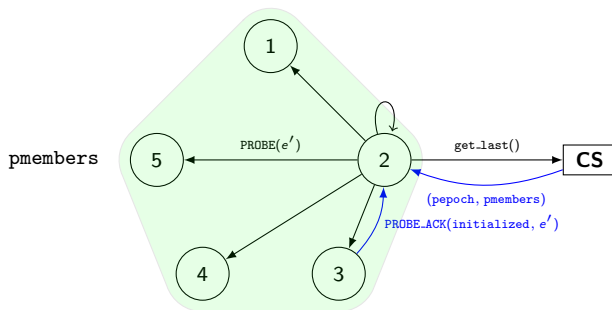 1
pmembers
5
PROBE(e′)
2
get_last()
CS
(pepoch, pmembers)
PROBE_ACK(initialized, e′)
4
3